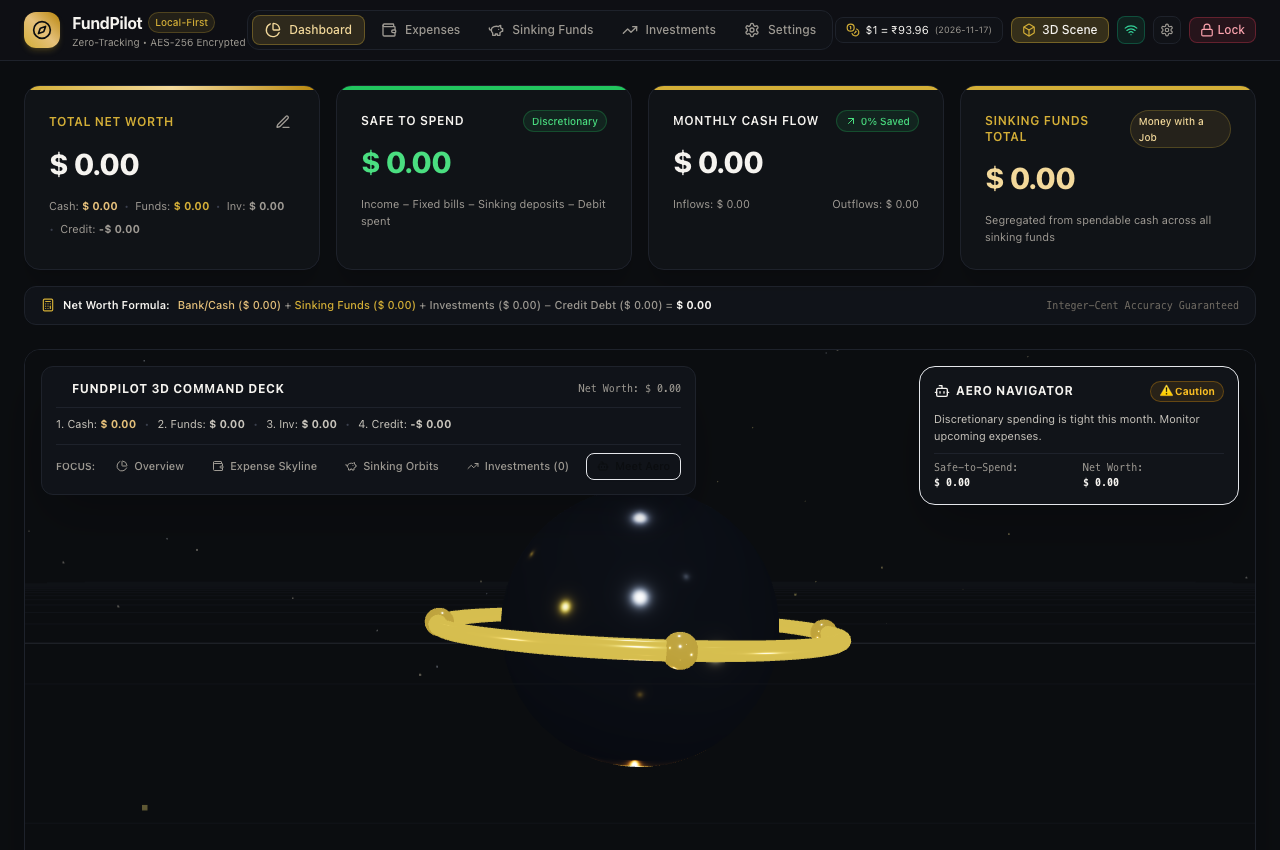 FundPilot
Local-First
Zero-Tracking • AES-256 Encrypted
Dashboard
Expenses
Sinking Funds
Investments
Settings
$1 = ₹93.96 (2026-11-17)
3D Scene
Lock
TOTAL NET WORTH
$ 0.00
Cash: $ 0.00 · Funds: $ 0.00 · Inv: $ 0.00
· Credit: -$ 0.00
SAFE TO SPEND
Discretionary
$ 0.00
Income – Fixed bills – Sinking deposits – Debit
spent
MONTHLY CASH FLOW
0% Saved
$ 0.00
Inflows: $ 0.00
Outflows: $ 0.00
SINKING FUNDS
TOTAL
Money with a
Job
$ 0.00
Segregated from spendable cash across all
sinking funds
Net Worth Formula: Bank/Cash ($ 0.00) + Sinking Funds ($ 0.00) + Investments ($ 0.00) – Credit Debt ($ 0.00) = $ 0.00
Integer-Cent Accuracy Guaranteed
FUNDPILOT 3D COMMAND DECK
Net Worth: $ 0.00
1. Cash: $ 0.00 · 2. Funds: $ 0.00 · 3. Inv: $ 0.00 · 4. Credit: -$ 0.00
FOCUS:
Overview
Expense Skyline
Sinking Orbits
Investments (0)
AERO NAVIGATOR
⚠️ Caution
Discretionary spending is tight this month. Monitor
upcoming expenses.
Safe-to-Spend:
$ 0.00
Net Worth:
$ 0.00